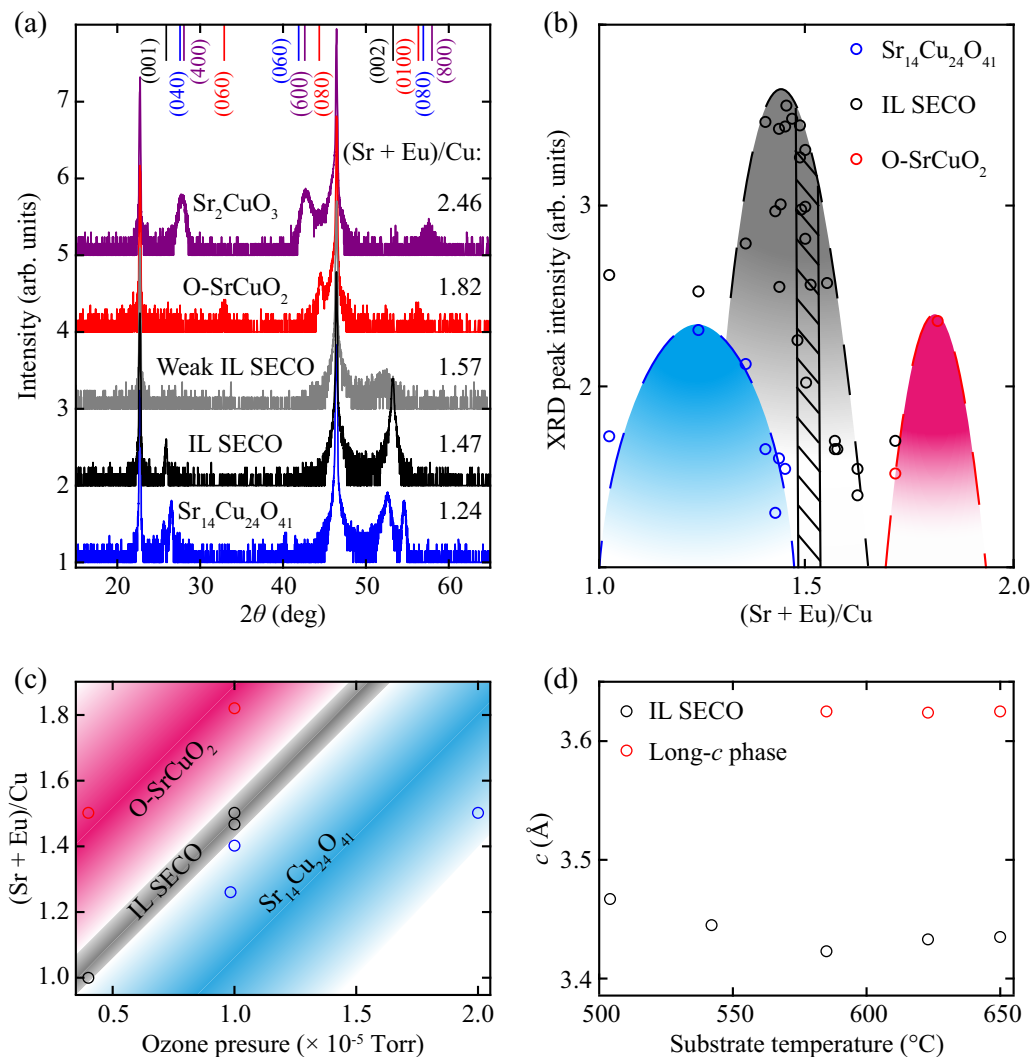 (a)
(001)
(040)
(400)
(060)
(060)
(600)
(080)
(002)
(0100)
(080)
(800)
(Sr + Eu)/Cu:
Sr₂CuO₃ 2.46
O-SrCuO₂ 1.82
Weak IL SECO 1.57
IL SECO 1.47
Sr₁₄Cu₂₄O₄₁ 1.24
7
6
5
4
3
2
1
Intensity (arb. units)
20 30 40 50 60
2θ (deg)
(b)
Sr₁₄Cu₂₄O₄₁
IL SECO
O-SrCuO₂
3
2
XRD peak intensity (arb. units)
1.0 1.5 2.0
(Sr + Eu)/Cu
(c)
O-SrCuO₂
IL SECO
Sr₁₄Cu₂₄O₄₁
1.8
1.6
1.4
1.2
1.0
(Sr + Eu)/Cu
0.5 1.0 1.5 2.0
Ozone presure (× 10⁻⁵ Torr)
(d)
IL SECO
Long-c phase
3.6
3.5
3.4
c (Å)
500 550 600 650
Substrate temperature (°C)